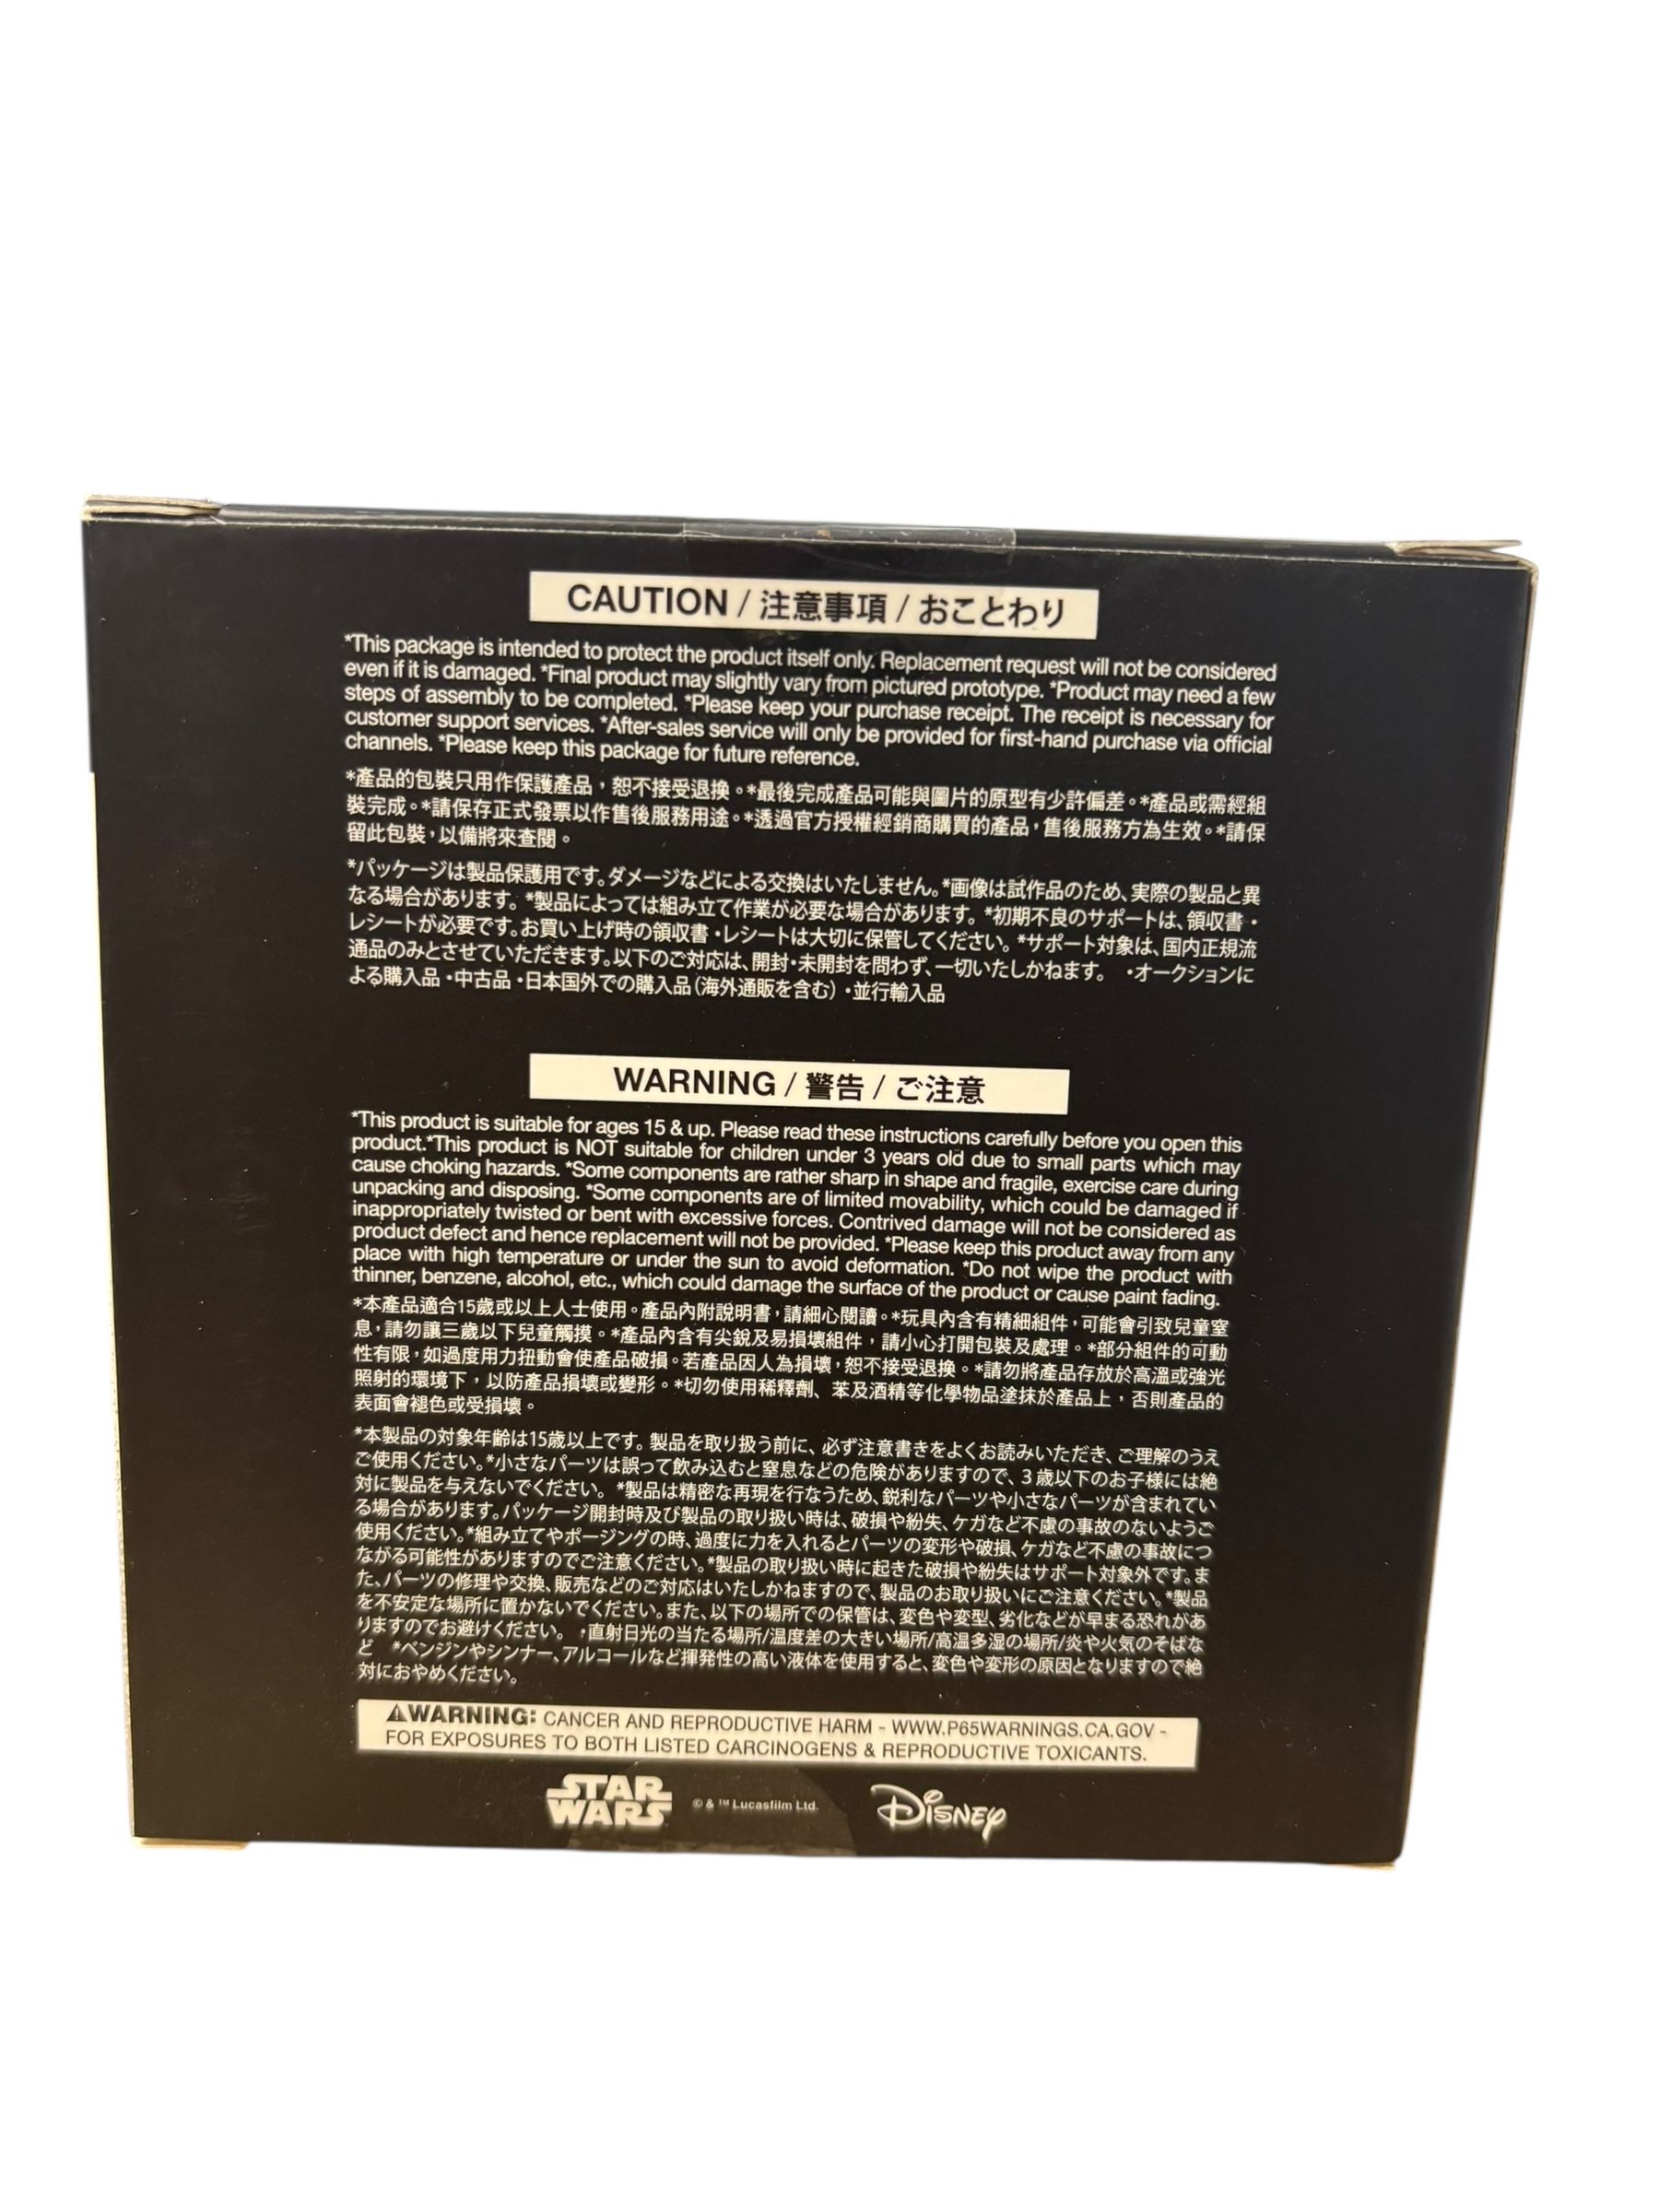 CAUTION / 注意事項 / おことわり
*This package is intended to protect the product itself only. Replacement request will not be considered
even if it is damaged. *Final product may slightly vary from pictured prototype. *Product may need a few
steps of assembly to be completed. *Please keep your purchase receipt. The receipt is necessary for
customer support services. *After-sales service will only be provided for first-hand purchase via official
channels. *Please keep this package for future reference.
*產品的包裝只用作保護產品，恕不接受退換。*最後完成產品可能與圖片的原型有少許偏差。*產品或需經組
裝完成。*請保存正式發票以作售後服務用途。*透過官方授權經銷商購買的產品，售後服務方為生效。*請保
留此包裝，以備將來查閱。
*パッケージは製品保護用です。ダメージなどによる交換はいたしません。*画像は試作品のため、実際の製品と異
なる場合があります。*製品によっては組み立て作業が必要な場合があります。*初期不良のサポートは、領収書・
レシートが必要です。お買い上げ時の領収書・レシートは大切に保管してください。*サポート対象は、国内正規流
通品のみとさせていただきます。以下のご対応は、開封・未開封を問わず、一切いたしかねます。 ・オークションに
よる購入品・中古品・日本国外での購入品（海外通販を含む）・並行輸入品
WARNING / 警告 / ご注意
*This product is suitable for ages 15 & up. Please read these instructions carefully before you open this
product.*This product is NOT suitable for children under 3 years old due to small parts which may
cause choking hazards. *Some components are rather sharp in shape and fragile, exercise care during
unpacking and disposing. *Some components are of limited movability, which could be damaged if
inappropriately twisted or bent with excessive forces. Contrived damage will not be considered as
product defect and hence replacement will not be provided. *Please keep this product away from any
place with high temperature or under the sun to avoid deformation. *Do not wipe the product with
thinner, benzene, alcohol, etc., which could damage the surface of the product or cause paint fading.
*本產品適合15歲或以上人士使用。產品內附說明書，請細心閱讀。*玩具內含有精細組件，可能會引致兒童窒
息，請勿讓三歲以下兒童觸摸。*產品內含有尖銳及易損壞組件，請小心打開包裝及處理。*部分組件的可動
性有限，如過度用力扭動會使產品破損。若產品因人為損壞，恕不接受退換。*請勿將產品存放於高溫或強光
照射的環境下，以防產品損壞或變形。*切勿使用稀釋劑、苯及酒精等化學物品塗抹於產品上，否則產品的
表面會褪色或受損壞。
*本製品の対象年齢は15歳以上です。製品を取り扱う前に、必ず注意書きをよくお読みいただき、ご理解のうえ
ご使用ください。*小さなパーツは誤って飲み込むと窒息などの危険がありますので、3歳以下のお子様には絶
対に製品を与えないでください。*製品は精密な再現を行なうため、鋭利なパーツや小さなパーツが含まれてい
る場合があります。パッケージ開封時及び製品の取り扱い時は、破損や紛失、ケガなど不慮の事故のないようご
使用ください。*組み立てやポージングの時、過度に力を入れるとパーツの変形や破損、ケガなど不慮の事故につ
ながる可能性がありますのでご注意ください。*製品の取り扱い時に起きた破損や紛失はサポート対象外です。ま
た、パーツの修理や交換、販売などのご対応はいたしかねますので、製品のお取り扱いにご注意ください。*製品
を不安定な場所に置かないでください。また、以下の場所での保管は、変色や変型、劣化などが早まる恐れがあ
りますのでお避けください。 ・直射日光の当たる場所/温度差の大きい場所/高温多湿の場所/炎や火気のそばな
ど *ベンジンやシンナー、アルコールなど揮発性の高い液体を使用すると、変色や変形の原因となりますので絶
対におやめください。
⚠WARNING: CANCER AND REPRODUCTIVE HARM - WWW.P65WARNINGS.CA.GOV -
FOR EXPOSURES TO BOTH LISTED CARCINOGENS & REPRODUCTIVE TOXICANTS.
STAR
WARS
© & ™ Lucasfilm Ltd.
Disney